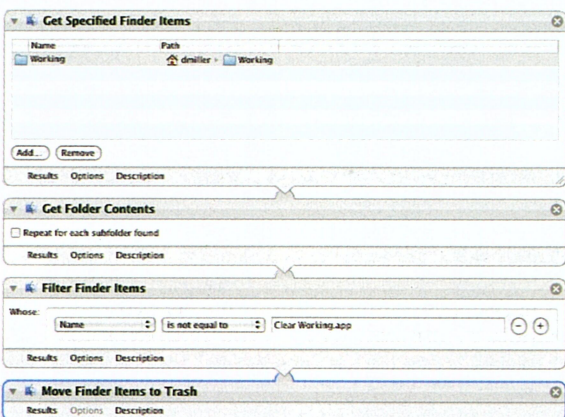 Get Specified Finder Items
Name Path
Working dmiller Working
Add... Remove
Results Options Description
Get Folder Contents
Repeat for each subfolder found
Results Options Description
Filter Finder Items
Whose:
Name is not equal to Clear Working.app
Results Options Description
Move Finder Items to Trash
Results Options Description